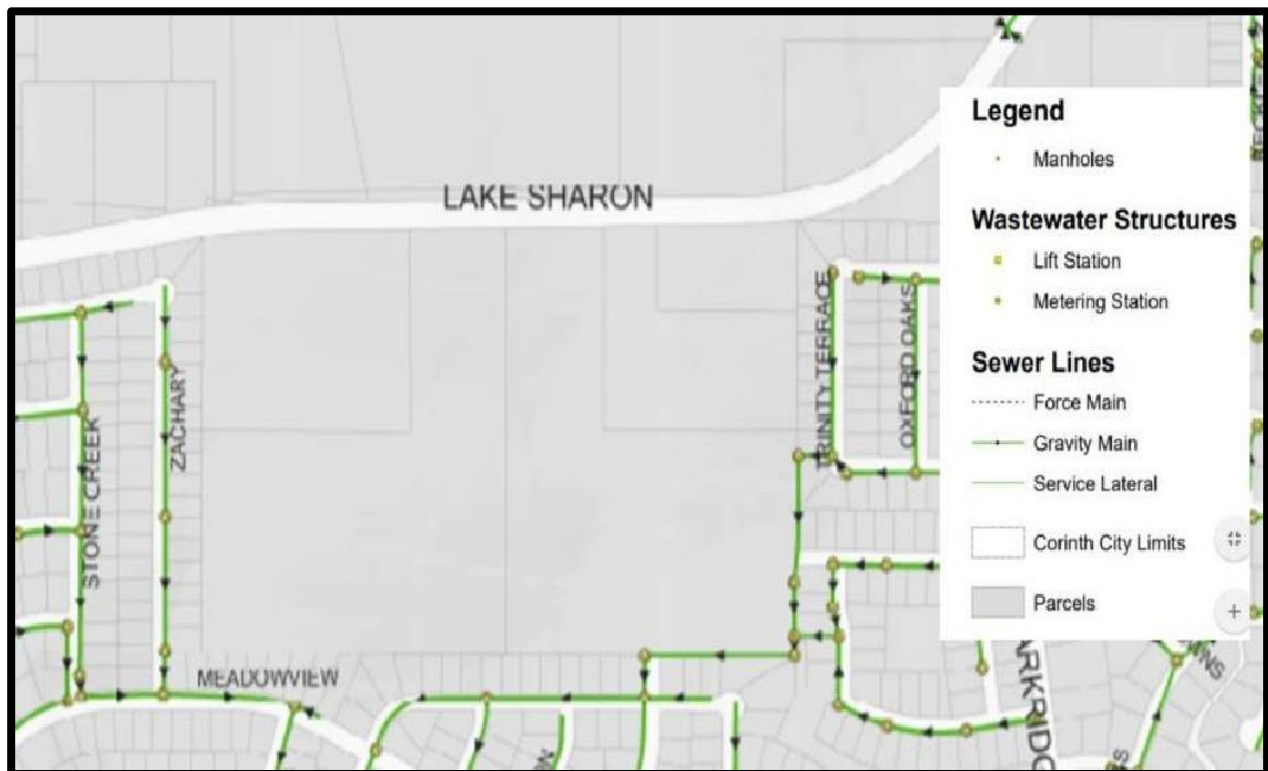 LAKE SHARON
Legend
Manholes
Wastewater Structures
Lift Station
Metering Station
Sewer Lines
Force Main
Gravity Main
Service Lateral
Corinth City Limits
Parcels
TRINITY TERRACE
OXFORD OAKS
ZACHARY
STONE CREEK
MEADOWVIEW
ARKRIDG